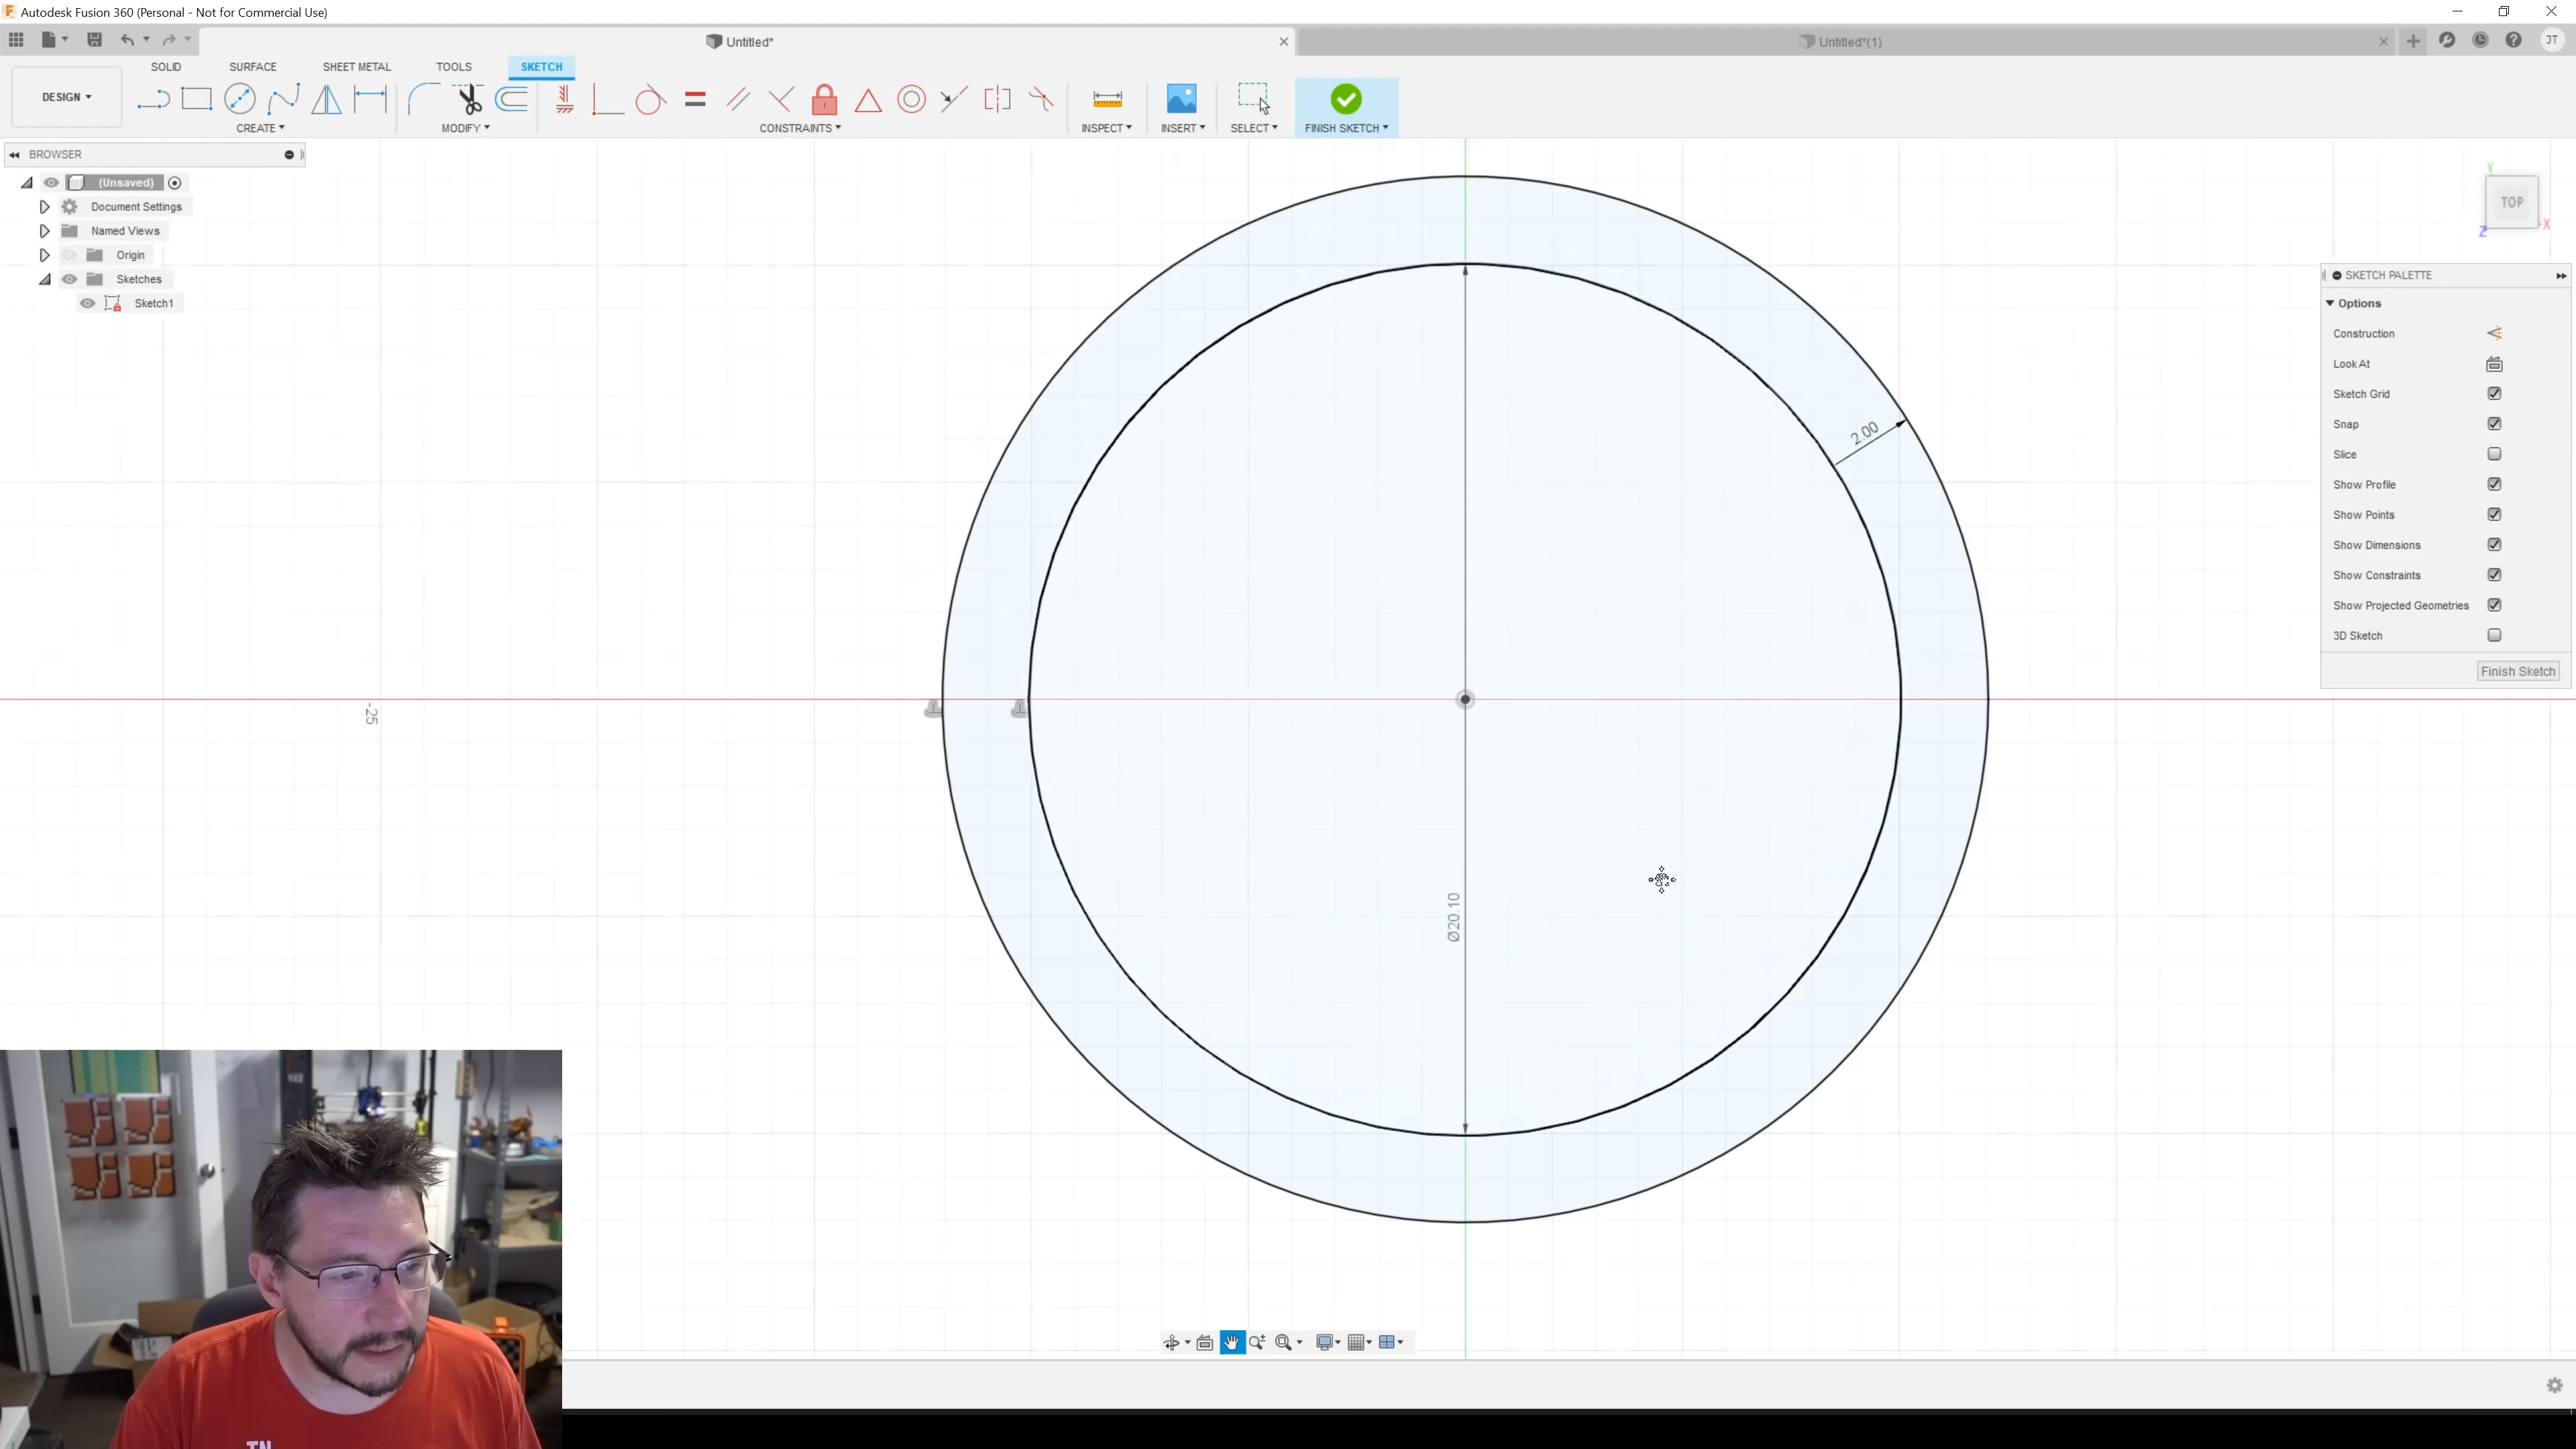 Autodesk Fusion 360 (Personal - Not for Commercial Use)
Untitled*
Untitled*(1)
JT
SOLID
SURFACE
SHEET METAL
TOOLS
SKETCH
DESIGN
CREATE
MODIFY
CONSTRAINTS
INSPECT
INSERT
SELECT
FINISH SKETCH
BROWSER
(Unsaved)
Document Settings
Named Views
Origin
Sketches
Sketch1
Y
TOP
X
Z
SKETCH PALETTE
Options
Construction
Look At
Sketch Grid
Snap
Slice
Show Profile
Show Points
Show Dimensions
Show Constraints
Show Projected Geometries
3D Sketch
Finish Sketch
2.00
-25
Ø20.10